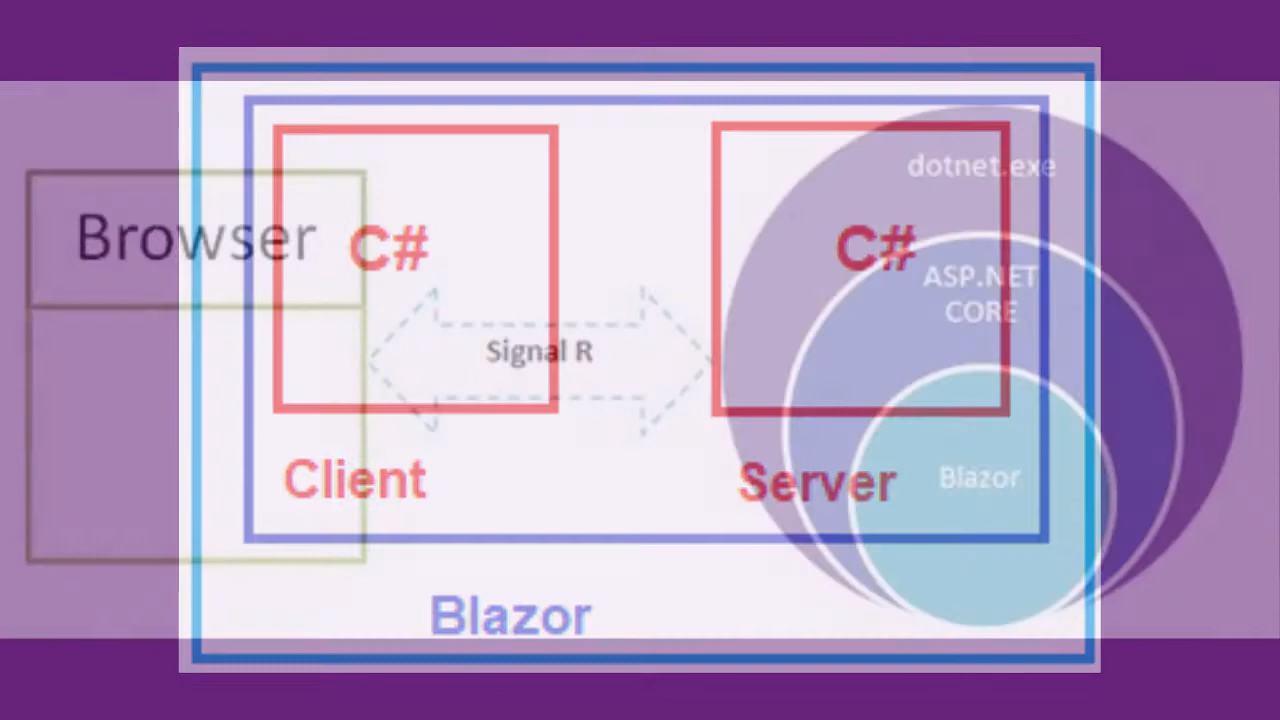 dotnet.exe
Browser
C#
C#
ASP.NET
CORE
Signal R
Client
Server
Blazor
Blazor